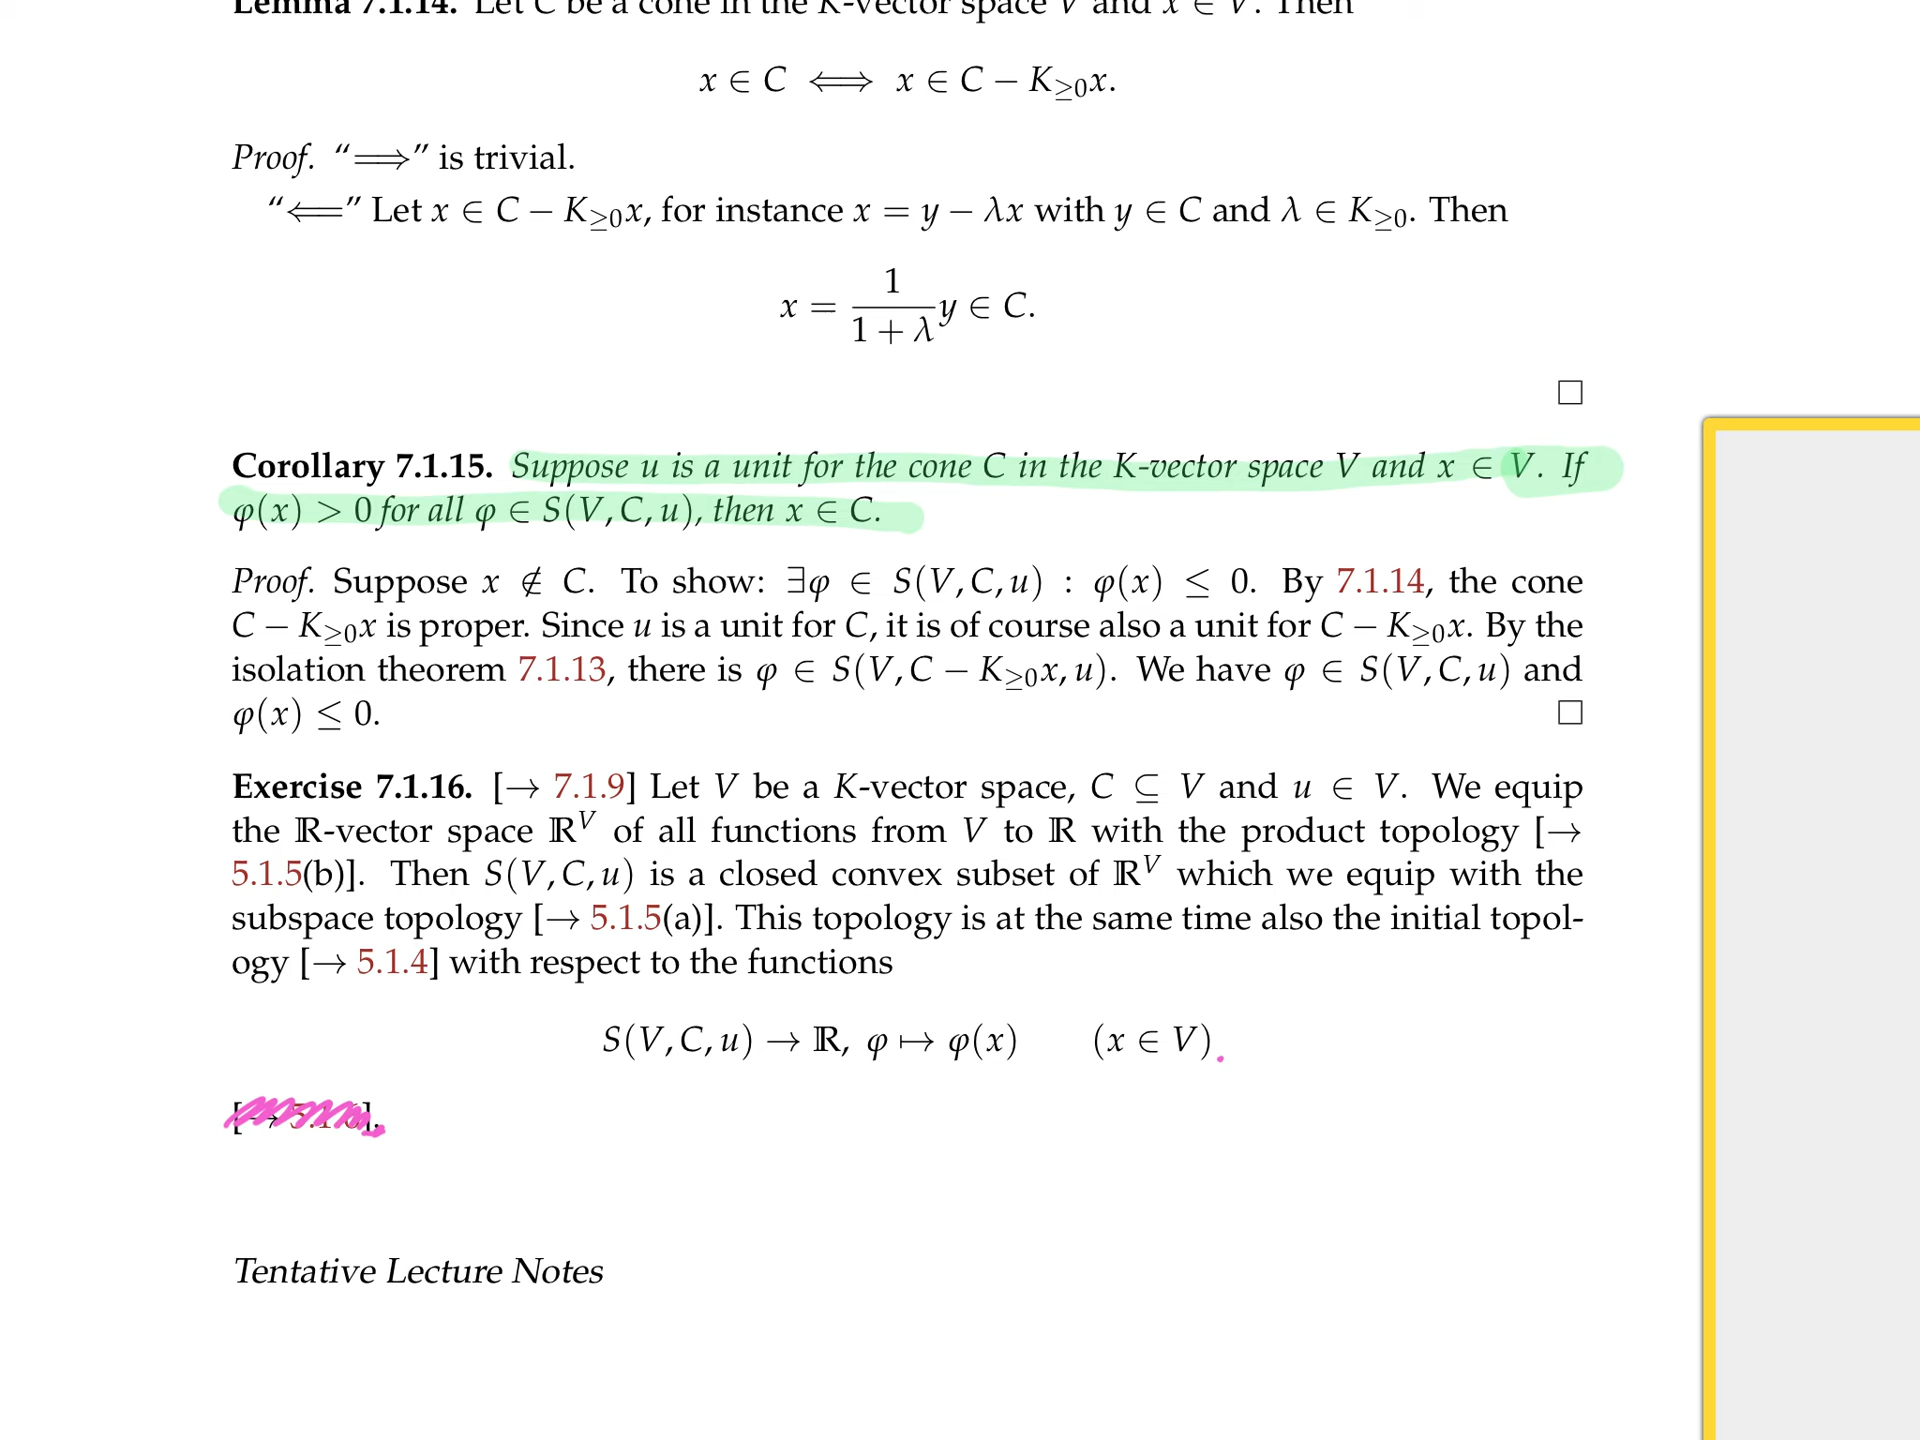 Lemma 7.1.14. Let C be a cone in the K-vector space V and x ∈ V. Then
x ∈ C ⟺ x ∈ C − K≥0x.
Proof. “⟹” is trivial.
“⟸” Let x ∈ C − K≥0x, for instance x = y − λx with y ∈ C and λ ∈ K≥0. Then
x = 1/(1 + λ) y ∈ C.
□
Corollary 7.1.15. Suppose u is a unit for the cone C in the K-vector space V and x ∈ V. If
φ(x) > 0 for all φ ∈ S(V, C, u), then x ∈ C.
Proof. Suppose x ∉ C. To show: ∃φ ∈ S(V, C, u) : φ(x) ≤ 0. By 7.1.14, the cone
C − K≥0x is proper. Since u is a unit for C, it is of course also a unit for C − K≥0x. By the
isolation theorem 7.1.13, there is φ ∈ S(V, C − K≥0x, u). We have φ ∈ S(V, C, u) and
φ(x) ≤ 0. □
Exercise 7.1.16. [→ 7.1.9] Let V be a K-vector space, C ⊆ V and u ∈ V. We equip
the ℝ-vector space ℝ^V of all functions from V to ℝ with the product topology [→
5.1.5(b)]. Then S(V, C, u) is a closed convex subset of ℝ^V which we equip with the
subspace topology [→ 5.1.5(a)]. This topology is at the same time also the initial topol-
ogy [→ 5.1.4] with respect to the functions
S(V, C, u) → ℝ, φ ↦ φ(x) (x ∈ V).
Tentative Lecture Notes